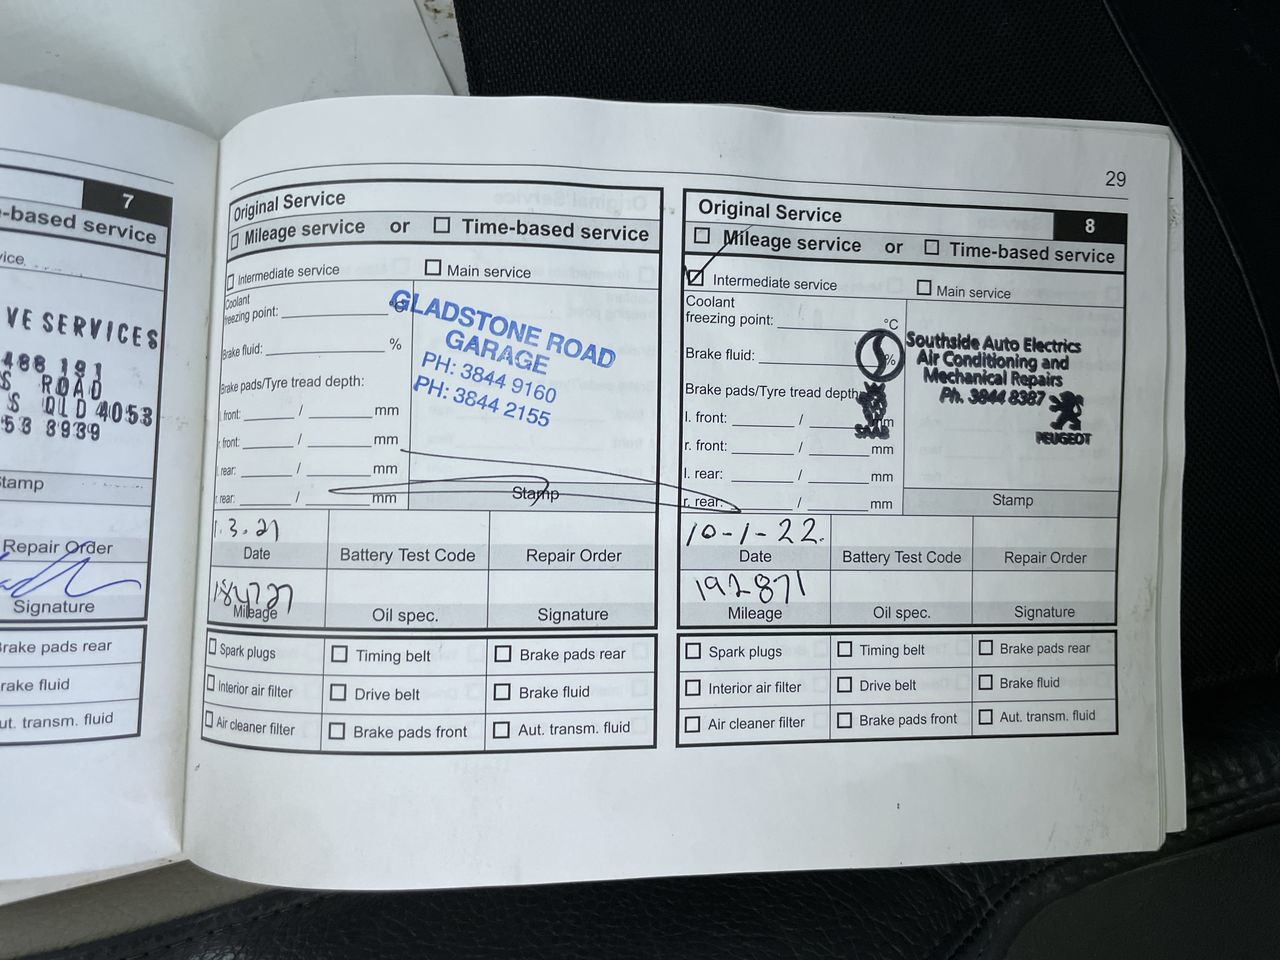 7
-based service
VE SERVICES
488 191
S ROAD
S QLD 4053
53 3939
Stamp
Repair Order
Signature
Brake pads rear
Brake fluid
Aut. transm. fluid
Original Service
Mileage service or Time-based service
Intermediate service Main service
Coolant
freezing point: °C
Brake fluid: %
Brake pads/Tyre tread depth:
l. front: / mm
r. front: / mm
l. rear: / mm
r. rear: / mm
GLADSTONE ROAD
GARAGE
PH: 3844 9160
PH: 3844 2155
Stamp
1.3.21
Date Battery Test Code Repair Order
184727
Mileage Oil spec. Signature
Spark plugs Timing belt Brake pads rear
Interior air filter Drive belt Brake fluid
Air cleaner filter Brake pads front Aut. transm. fluid
29
Original Service 8
Mileage service or Time-based service
Intermediate service Main service
Coolant
freezing point: °C
Brake fluid: %
Brake pads/Tyre tread depth
l. front: / mm
r. front: / mm
l. rear: / mm
r. rear: / mm
SAAB
Southside Auto Electrics
Air Conditioning and
Mechanical Repairs
Ph. 3844 8387
PEUGEOT
Stamp
10-1-22.
Date Battery Test Code Repair Order
192871
Mileage Oil spec. Signature
Spark plugs Timing belt Brake pads rear
Interior air filter Drive belt Brake fluid
Air cleaner filter Brake pads front Aut. transm. fluid